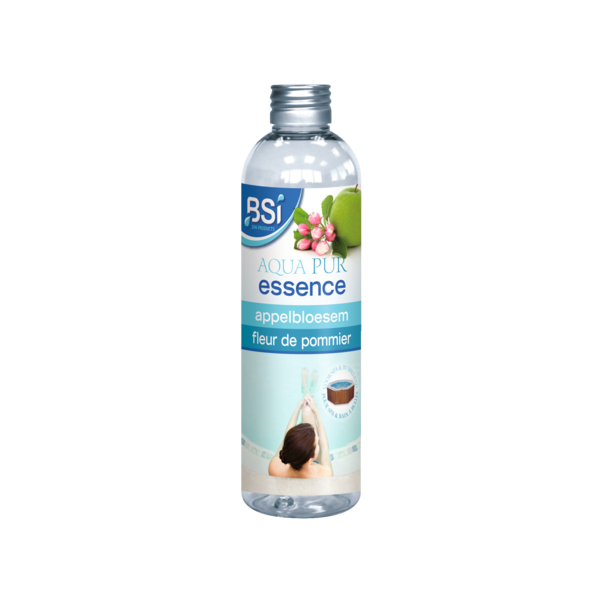 BSi
AQUA PUR
essence
appelbloesem
fleur de pommier